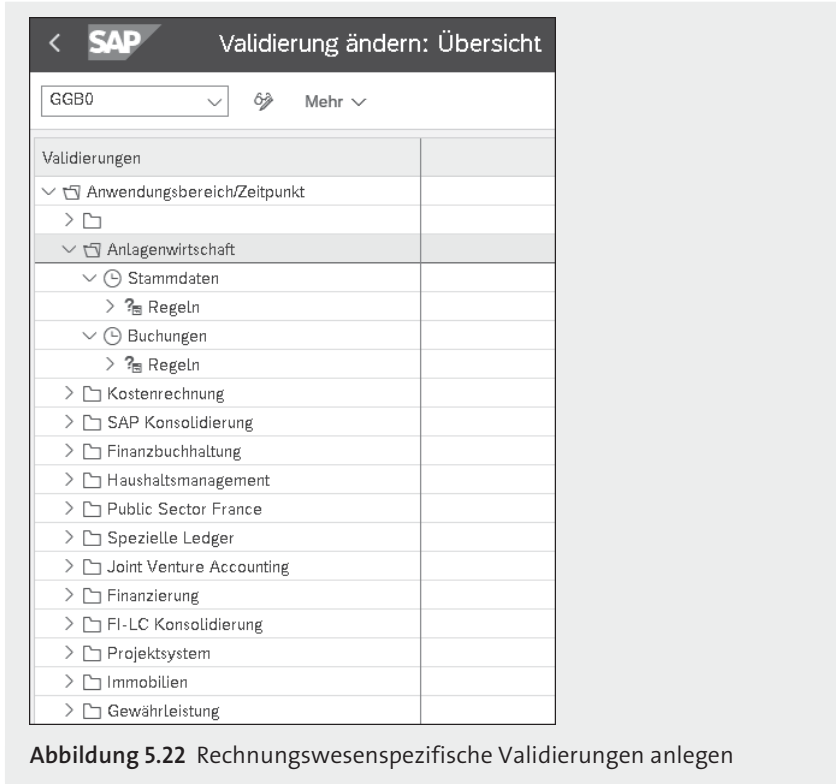 SAP Validierung ändern: Übersicht
GGB0 Mehr
Validierungen
Anwendungsbereich/Zeitpunkt
Anlagenwirtschaft
Stammdaten
Regeln
Buchungen
Regeln
Kostenrechnung
SAP Konsolidierung
Finanzbuchhaltung
Haushaltsmanagement
Public Sector France
Spezielle Ledger
Joint Venture Accounting
Finanzierung
FI-LC Konsolidierung
Projektsystem
Immobilien
Gewährleistung
Abbildung 5.22 Rechnungswesenspezifische Validierungen anlegen